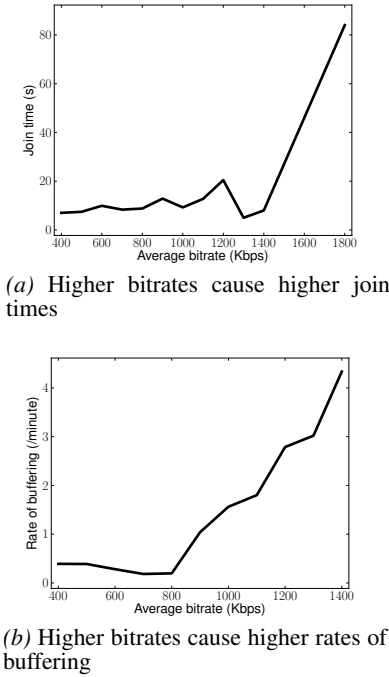 80
60
40
20
0
Join time (s)
400 600 800 1000 1200 1400 1600 1800
Average bitrate (Kbps)
(a) Higher bitrates cause higher join
times
4
3
2
1
0
Rate of buffering (/minute)
400 600 800 1000 1200 1400
Average bitrate (Kbps)
(b) Higher bitrates cause higher rates of
buffering